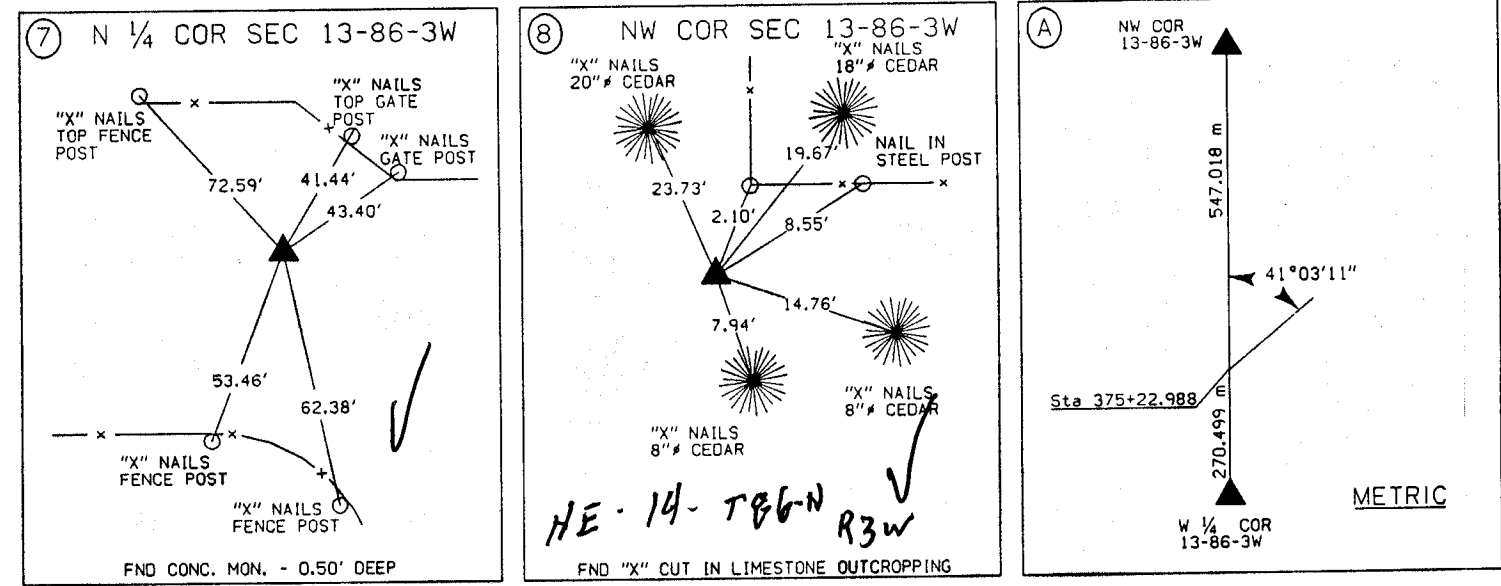 7 N 1/4 COR SEC 13-86-3W
"X" NAILS
TOP FENCE
POST
"X" NAILS
TOP GATE
POST
"X" NAILS
GATE POST
72.59'
41.44'
43.40'
53.46'
62.38'
"X" NAILS
FENCE POST
"X" NAILS
FENCE POST
FND CONC. MON. - 0.50' DEEP
8 NW COR SEC 13-86-3W
"X" NAILS
20"ø CEDAR
"X" NAILS
18"ø CEDAR
NAIL IN
STEEL POST
19.67'
23.73'
2.10'
8.55'
14.76'
7.94'
"X" NAILS
8"ø CEDAR
"X" NAILS
8"ø CEDAR
NE - 14 - T86-N R3W
FND "X" CUT IN LIMESTONE OUTCROPPING
A
NW COR
13-86-3W
547.018 m
41°03'11"
Sta 375+22.988
270.499 m
METRIC
W 1/4 COR
13-86-3W